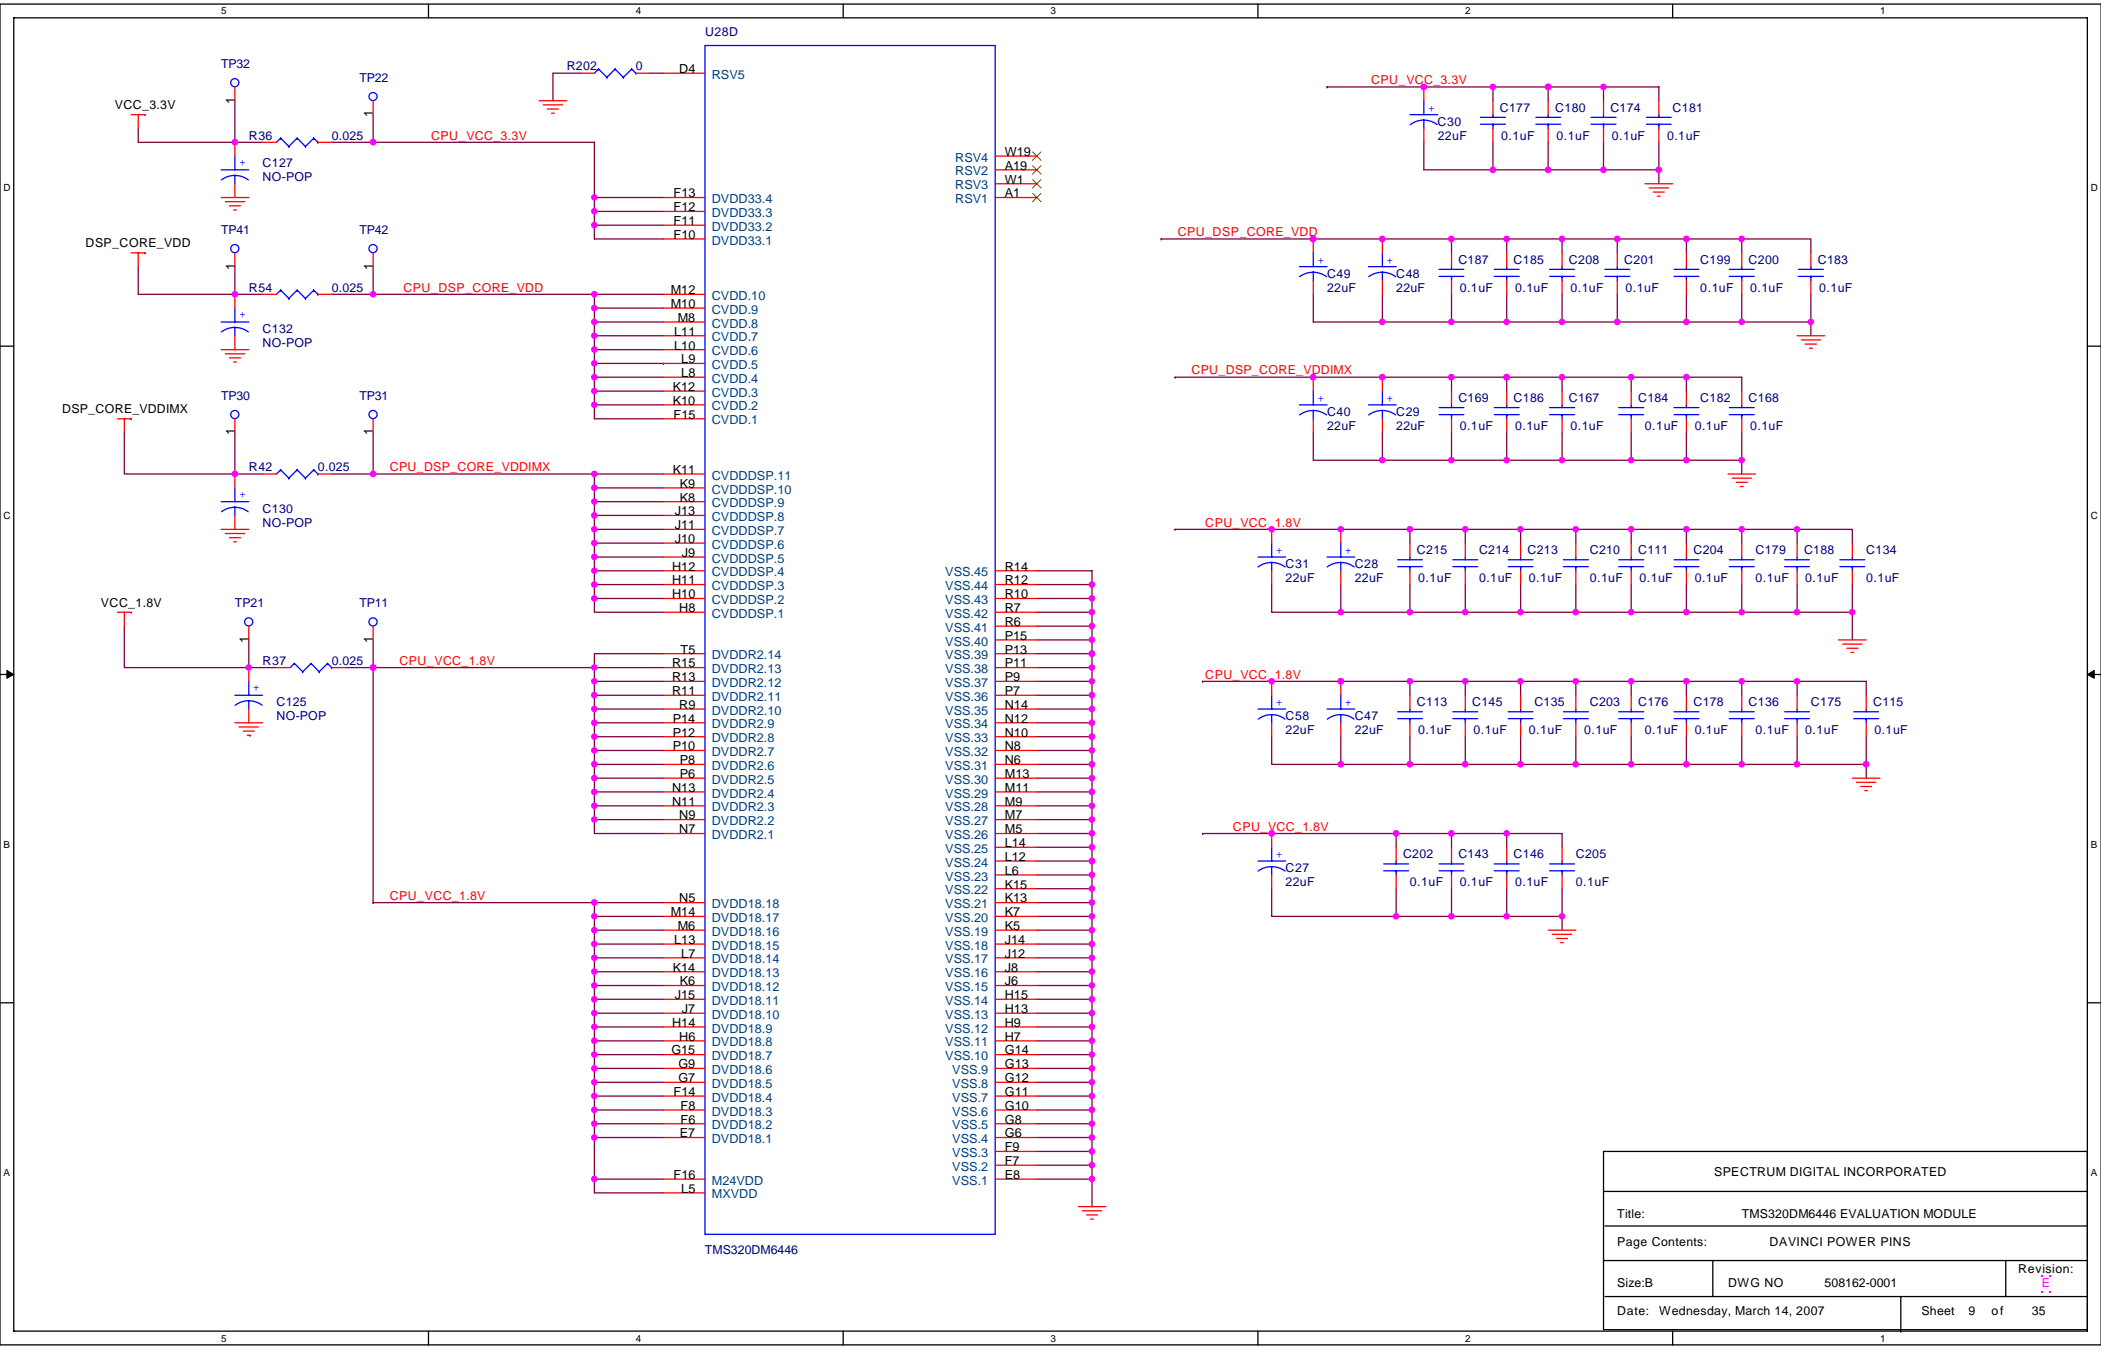 5 4 3 2 1
U28D
TP32
TP22
VCC_3.3V
1
1
R36 0.025
CPU_VCC_3.3V
+
C127
NO-POP
R202 0
D4 RSV5
F13 DVDD33.4
F12 DVDD33.3
F11 DVDD33.2
F10 DVDD33.1
TP41
TP42
DSP_CORE_VDD
1
1
R54 0.025
CPU_DSP_CORE_VDD
+
C132
NO-POP
M12 CVDD.10
M10 CVDD.9
M8 CVDD.8
L11 CVDD.7
L10 CVDD.6
L9 CVDD.5
L8 CVDD.4
K12 CVDD.3
K10 CVDD.2
F15 CVDD.1
TP30
TP31
DSP_CORE_VDDIMX
1
1
R42 0.025
CPU_DSP_CORE_VDDIMX
+
C130
NO-POP
K11 CVDDDSP.11
K9 CVDDDSP.10
K8 CVDDDSP.9
J13 CVDDDSP.8
J11 CVDDDSP.7
J10 CVDDDSP.6
J9 CVDDDSP.5
H12 CVDDDSP.4
H11 CVDDDSP.3
H10 CVDDDSP.2
H8 CVDDDSP.1
VCC_1.8V
TP21
TP11
1
1
R37 0.025
CPU_VCC_1.8V
+
C125
NO-POP
T5 DVDDR2.14
R15 DVDDR2.13
R13 DVDDR2.12
R11 DVDDR2.11
R9 DVDDR2.10
P14 DVDDR2.9
P12 DVDDR2.8
P10 DVDDR2.7
P8 DVDDR2.6
P6 DVDDR2.5
N13 DVDDR2.4
N11 DVDDR2.3
N9 DVDDR2.2
N7 DVDDR2.1
CPU_VCC_1.8V
N5 DVDD18.18
M14 DVDD18.17
M6 DVDD18.16
L13 DVDD18.15
L7 DVDD18.14
K14 DVDD18.13
K6 DVDD18.12
J15 DVDD18.11
J7 DVDD18.10
H14 DVDD18.9
H6 DVDD18.8
G15 DVDD18.7
G9 DVDD18.6
G7 DVDD18.5
F14 DVDD18.4
F8 DVDD18.3
F6 DVDD18.2
E7 DVDD18.1
F16 M24VDD
L5 MXVDD
TMS320DM6446
RSV4 W19
RSV2 A19
RSV3 W1
RSV1 A1
VSS.45 R14
VSS.44 R12
VSS.43 R10
VSS.42 R7
VSS.41 R6
VSS.40 P15
VSS.39 P13
VSS.38 P11
VSS.37 P9
VSS.36 P7
VSS.35 N14
VSS.34 N12
VSS.33 N10
VSS.32 N8
VSS.31 N6
VSS.30 M13
VSS.29 M11
VSS.28 M9
VSS.27 M7
VSS.26 M5
VSS.25 L14
VSS.24 L12
VSS.23 L6
VSS.22 K15
VSS.21 K13
VSS.20 K7
VSS.19 K5
VSS.18 J14
VSS.17 J12
VSS.16 J8
VSS.15 J6
VSS.14 H15
VSS.13 H13
VSS.12 H9
VSS.11 H7
VSS.10 G14
VSS.9 G13
VSS.8 G12
VSS.7 G11
VSS.6 G10
VSS.5 G8
VSS.4 G6
VSS.3 F9
VSS.2 F7
VSS.1 E8
CPU_VCC_3.3V
+
C30 C177 C180 C174 C181
22uF 0.1uF 0.1uF 0.1uF 0.1uF
CPU_DSP_CORE_VDD
+ +
C49 C48 C187 C185 C208 C201 C199 C200 C183
22uF 22uF 0.1uF 0.1uF 0.1uF 0.1uF 0.1uF 0.1uF 0.1uF
CPU_DSP_CORE_VDDIMX
+ +
C40 C29 C169 C186 C167 C184 C182 C168
22uF 22uF 0.1uF 0.1uF 0.1uF 0.1uF 0.1uF 0.1uF
CPU_VCC_1.8V
+ +
C31 C28 C215 C214 C213 C210 C111 C204 C179 C188 C134
22uF 22uF 0.1uF 0.1uF 0.1uF 0.1uF 0.1uF 0.1uF 0.1uF 0.1uF 0.1uF
CPU_VCC_1.8V
+ +
C58 C47 C113 C145 C135 C203 C176 C178 C136 C175 C115
22uF 22uF 0.1uF 0.1uF 0.1uF 0.1uF 0.1uF 0.1uF 0.1uF 0.1uF 0.1uF
CPU_VCC_1.8V
+
C27 C202 C143 C146 C205
22uF 0.1uF 0.1uF 0.1uF 0.1uF
D D
C C
B B
A A
SPECTRUM DIGITAL INCORPORATED
Title: TMS320DM6446 EVALUATION MODULE
Page Contents: DAVINCI POWER PINS
Size:B DWG NO 508162-0001 Revision: E
Date: Wednesday, March 14, 2007 Sheet 9 of 35
5 4 3 2 1